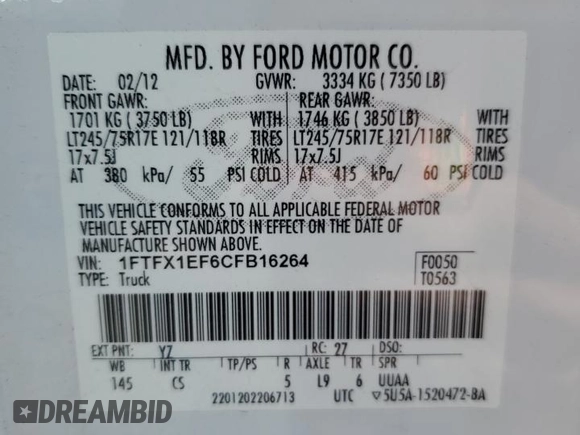 MFD. BY FORD MOTOR CO.
DATE: 02/12 GVWR: 3334 KG ( 7350 LB)
FRONT GAWR: REAR GAWR:
1701 KG ( 3750 LB) WITH 1746 KG ( 3850 LB) WITH
LT245/75R17E 121/118R TIRES LT245/75R17E 121/118R TIRES
17x7.5J RIMS 17x7.5J RIMS
AT 380 kPa/ 55 PSI COLD AT 415 kPa/ 60 PSI COLD
THIS VEHICLE CONFORMS TO ALL APPLICABLE FEDERAL MOTOR
VEHICLE SAFETY STANDARDS IN EFFECT ON THE DATE OF
MANUFACTURE SHOWN ABOVE.
VIN: 1FTFX1EF6CFB16264 F0050
TYPE: Truck T0563
EXT PNT: YZ RC: 27 DSO:
WB INT TR TP/PS R AXLE TR SPR
145 CS 5 L9 6 UUAA
2201202206713 UTC 5U5A-1520472-BA
DREAMBID